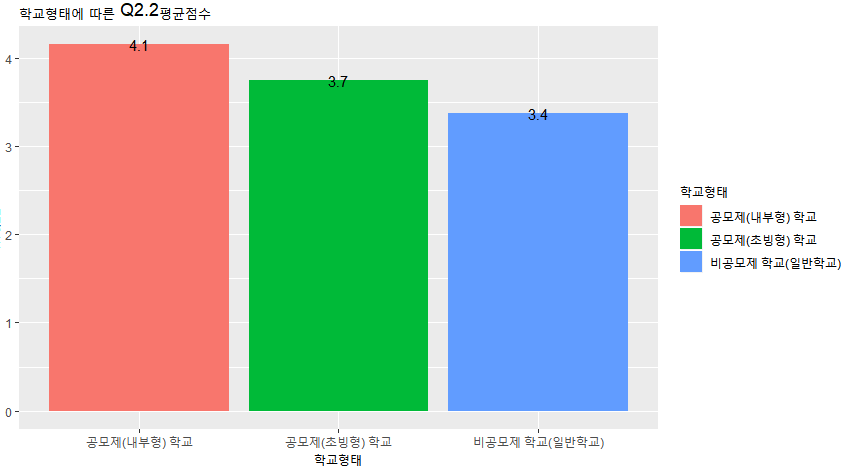 학교형태에 따른 Q2.2평균점수
4
3
2
1
0
4.1
3.7
3.4
공모제(내부형) 학교
공모제(초빙형) 학교
비공모제 학교(일반학교)
학교형태
학교형태
공모제(내부형) 학교
공모제(초빙형) 학교
비공모제 학교(일반학교)